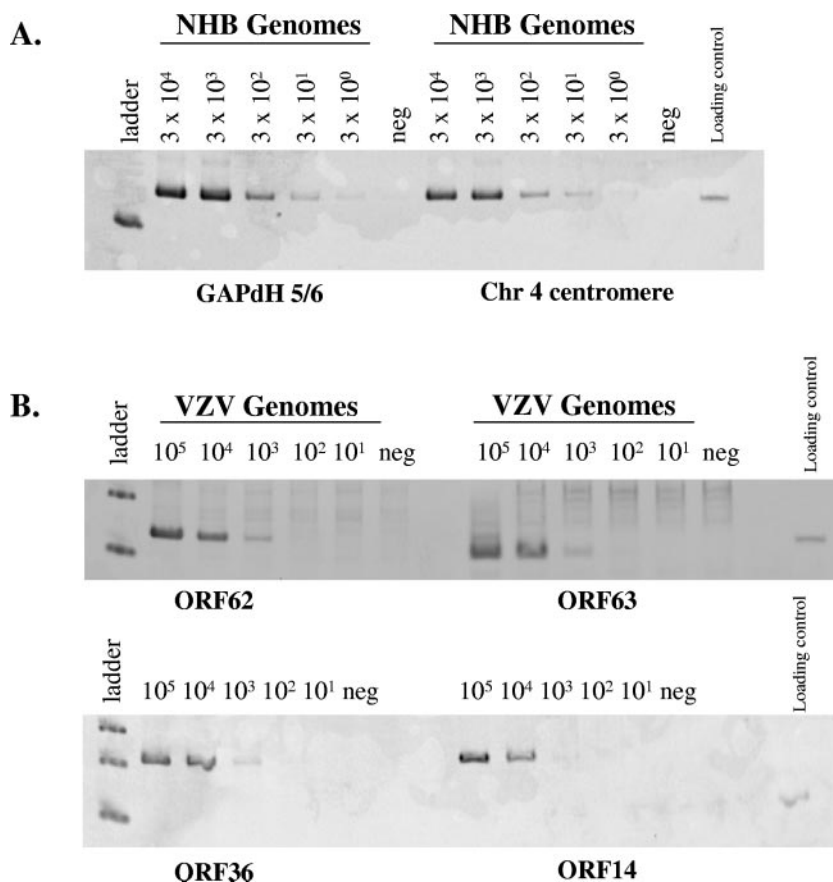 A.
NHB Genomes NHB Genomes
ladder 3 x 10⁴ 3 x 10³ 3 x 10² 3 x 10¹ 3 x 10⁰ neg 3 x 10⁴ 3 x 10³ 3 x 10² 3 x 10¹ 3 x 10⁰ neg Loading control
GAPdH 5/6 Chr 4 centromere
B.
VZV Genomes VZV Genomes
ladder 10⁵ 10⁴ 10³ 10² 10¹ neg 10⁵ 10⁴ 10³ 10² 10¹ neg Loading control
ORF62 ORF63
ladder 10⁵ 10⁴ 10³ 10² 10¹ neg 10⁵ 10⁴ 10³ 10² 10¹ neg Loading control
ORF36 ORF14